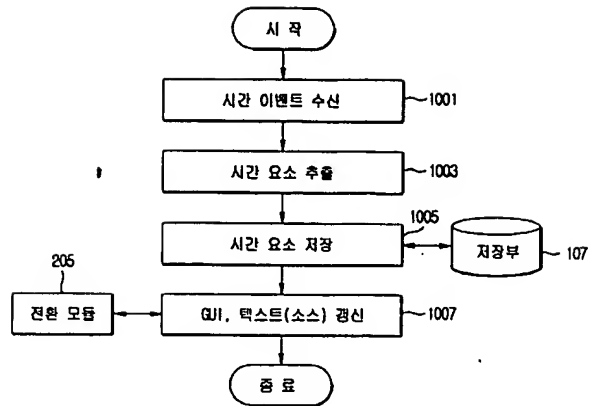 시 작
시간 이벤트 수신
1001
시간 요소 추출
1003
시간 요소 저장
1005
저장부
107
205
전환 모듈
GUI, 텍스트(소스) 갱신
1007
종 료